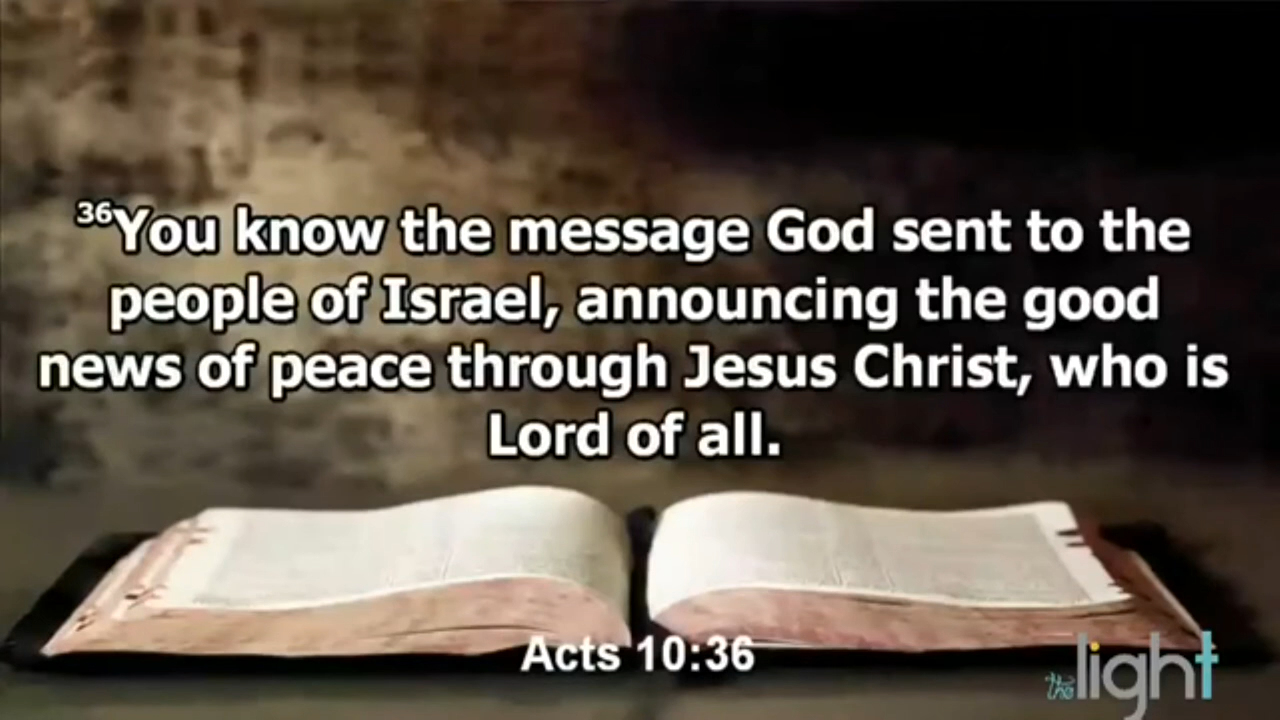 ³⁶You know the message God sent to the
people of Israel, announcing the good
news of peace through Jesus Christ, who is
Lord of all.
Acts 10:36
the light